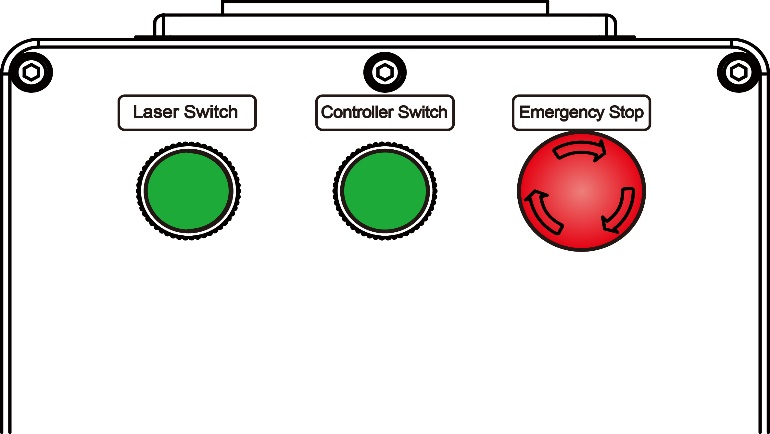 Laser Switch
Controller Switch
Emergency Stop